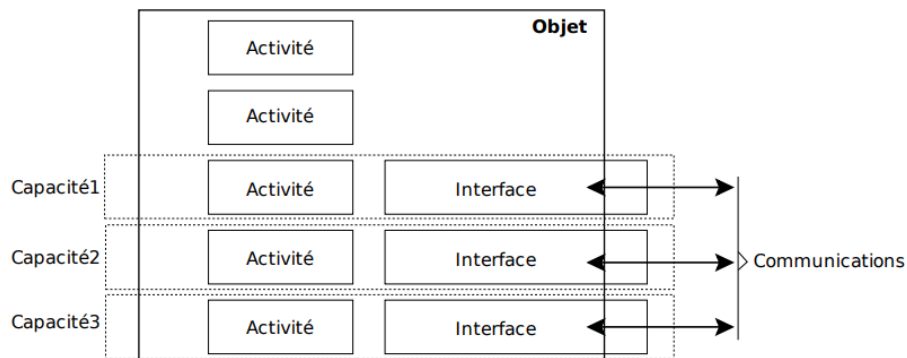 Objet
Activité
Activité
Capacité1 Activité Interface
Capacité2 Activité Interface Communications
Capacité3 Activité Interface